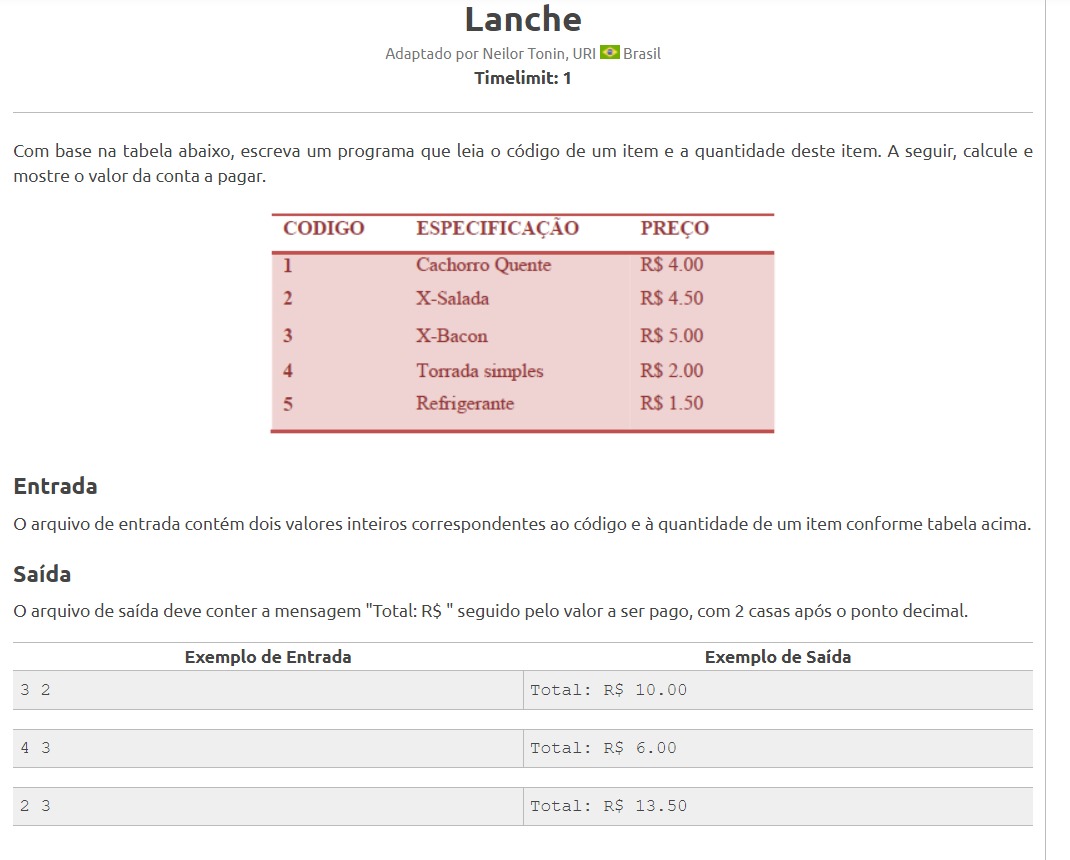 Lanche
Adaptado por Neilor Tonin, URI Brasil
Timelimit: 1
Com base na tabela abaixo, escreva um programa que leia o código de um item e a quantidade deste item. A seguir, calcule e
mostre o valor da conta a pagar.
CODIGO ESPECIFICAÇÃO PREÇO
1 Cachorro Quente R$ 4.00
2 X-Salada R$ 4.50
3 X-Bacon R$ 5.00
4 Torrada simples R$ 2.00
5 Refrigerante R$ 1.50
Entrada
O arquivo de entrada contém dois valores inteiros correspondentes ao código e à quantidade de um item conforme tabela acima.
Saída
O arquivo de saída deve conter a mensagem "Total: R$ " seguido pelo valor a ser pago, com 2 casas após o ponto decimal.
Exemplo de Entrada Exemplo de Saída
3 2 Total: R$ 10.00
4 3 Total: R$ 6.00
2 3 Total: R$ 13.50